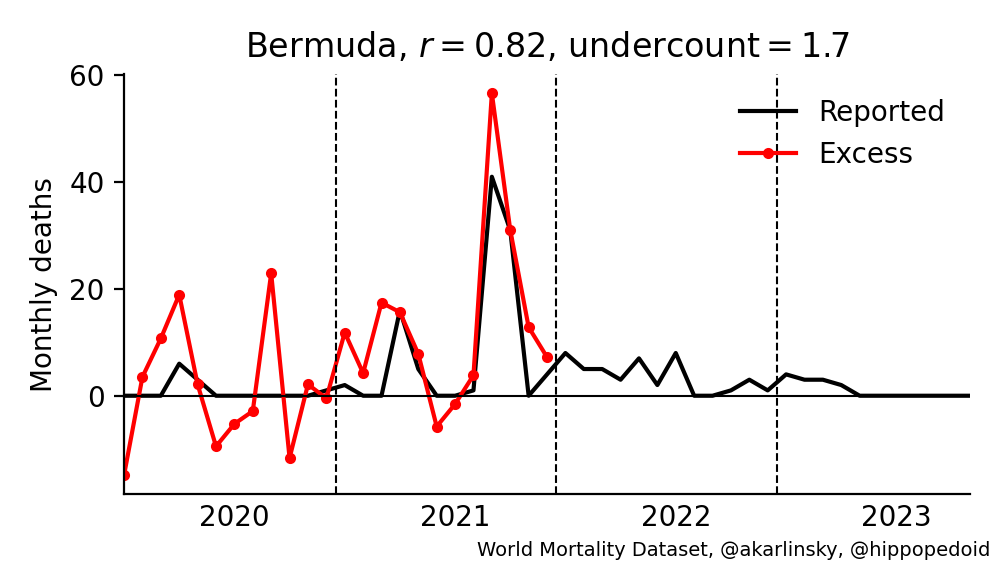 Bermuda, r = 0.82, undercount = 1.7
Monthly deaths
60
40
20
0
Reported
Excess
2020 2021 2022 2023
World Mortality Dataset, @akarlinsky, @hippopedoid